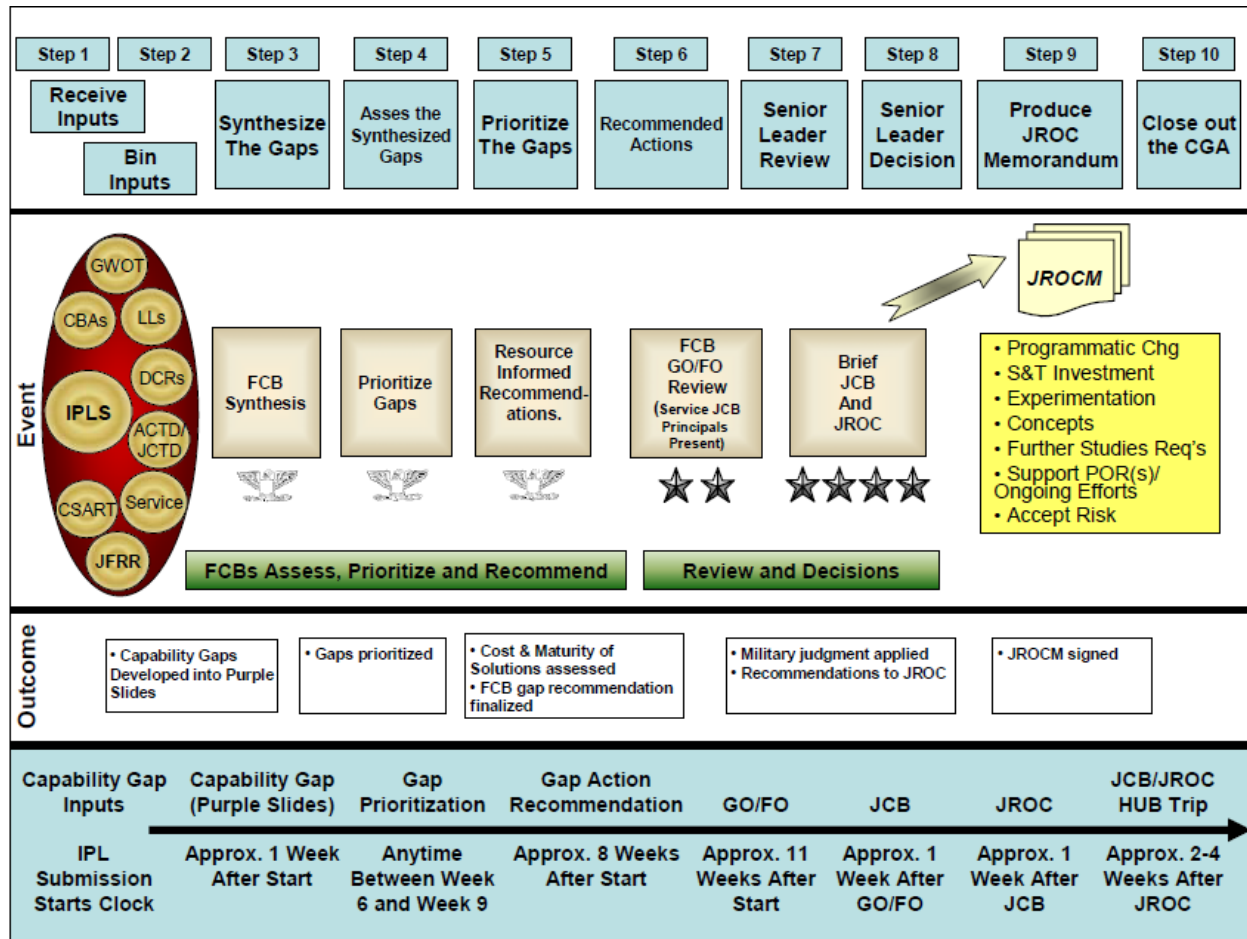 Step 1
Step 2
Step 3
Step 4
Step 5
Step 6
Step 7
Step 8
Step 9
Step 10
Receive
Inputs
Bin
Inputs
Synthesize
The Gaps
Asses the
Synthesized
Gaps
Prioritize
The Gaps
Recommended
Actions
Senior
Leader
Review
Senior
Leader
Decision
Produce
JROC
Memorandum
Close out
the CGA
Event
GWOT
CBAs
LLs
DCRs
IPLS
ACTD/
JCTD
CSART
Service
JFRR
FCB
Synthesis
Prioritize
Gaps
Resource
Informed
Recommend-
ations.
FCB
GO/FO
Review
(Service JCB
Principals
Present)
Brief
JCB
And
JROC
JROCM
• Programmatic Chg
• S&T Investment
• Experimentation
• Concepts
• Further Studies Req's
• Support POR(s)/
Ongoing Efforts
• Accept Risk
FCBs Assess, Prioritize and Recommend
Review and Decisions
Outcome
• Capability Gaps
Developed into Purple
Slides
• Gaps prioritized
• Cost & Maturity of
Solutions assessed
• FCB gap recommendation
finalized
• Military judgment applied
• Recommendations to JROC
• JROCM signed
Capability Gap
Inputs
Capability Gap
(Purple Slides)
Gap
Prioritization
Gap Action
Recommendation
GO/FO
JCB
JROC
JCB/JROC
HUB Trip
IPL
Submission
Starts Clock
Approx. 1 Week
After Start
Anytime
Between Week
6 and Week 9
Approx. 8 Weeks
After Start
Approx. 11
Weeks After
Start
Approx. 1
Week After
GO/FO
Approx. 1
Week After
JCB
Approx. 2-4
Weeks After
JROC